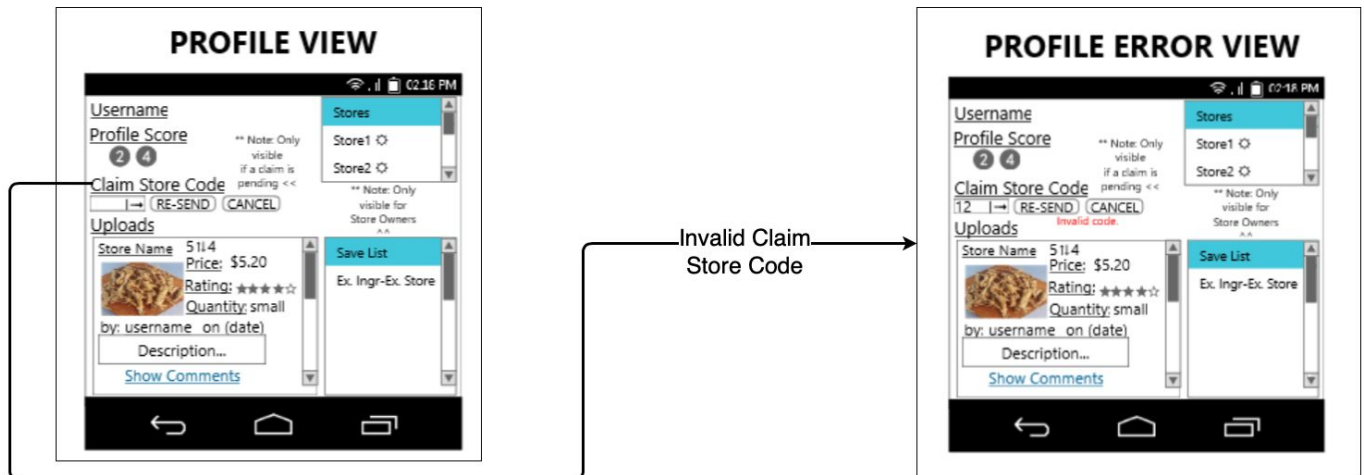 PROFILE VIEW
02:18 PM
Username
Profile Score
2 4
** Note: Only
visible
if a claim is
pending <<
Claim Store Code
RE-SEND CANCEL
Uploads
Stores
Store1
Store2
** Note: Only
visible for
Store Owners
^^
Store Name 5 4
Price: $5.20
Rating:
Quantity: small
by: username on (date)
Description...
Show Comments
Save List
Ex. Ingr-Ex. Store
Invalid Claim
Store Code
PROFILE ERROR VIEW
02:18 PM
Username
Profile Score
2 4
** Note: Only
visible
if a claim is
pending <<
Claim Store Code
12 RE-SEND CANCEL
Invalid code.
Uploads
Stores
Store1
Store2
** Note: Only
visible for
Store Owners
^^
Store Name 5 4
Price: $5.20
Rating:
Quantity: small
by: username on (date)
Description...
Show Comments
Save List
Ex. Ingr-Ex. Store